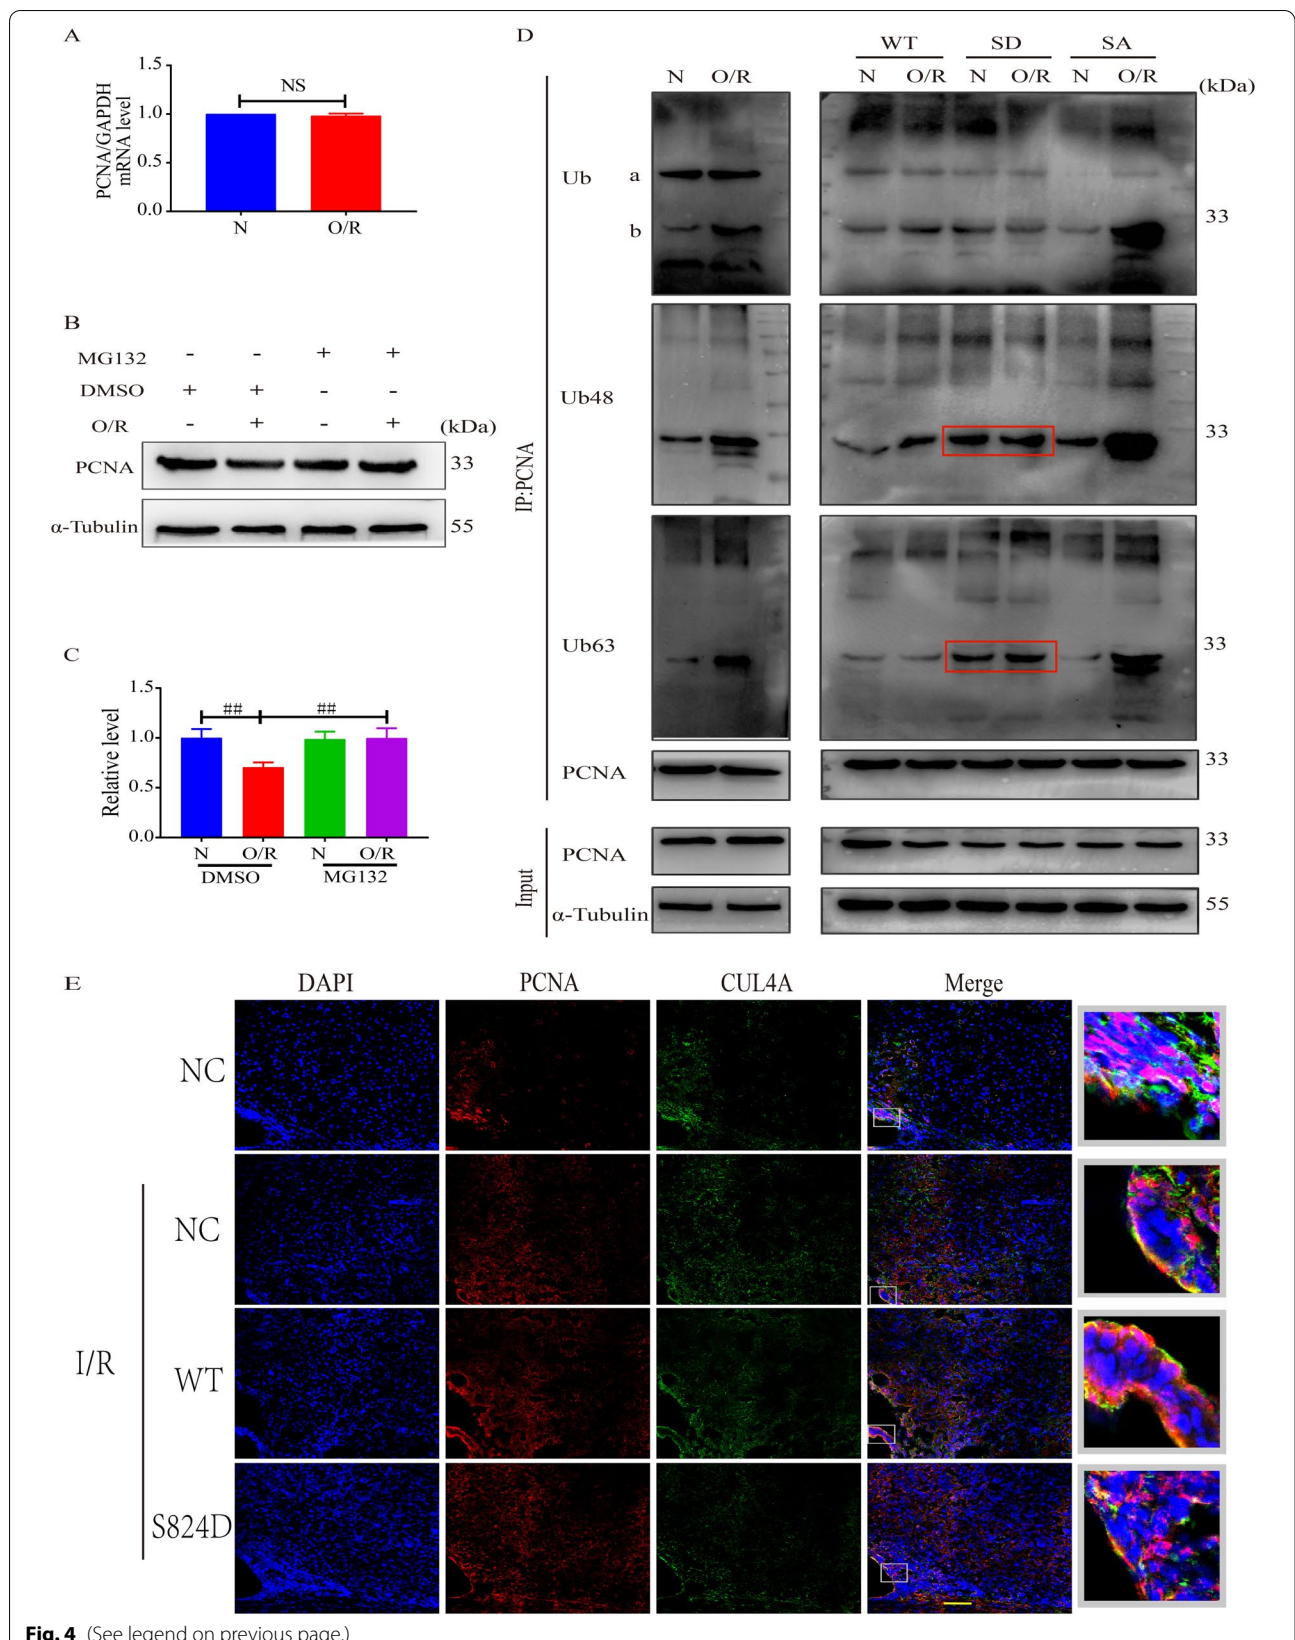 A
1.5
1.0
0.5
0.0
PCNA/GAPDH
mRNA level
NS
N O/R
B
MG132 - - + +
DMSO + + - -
O/R - + - + (kDa)
PCNA 33
α-Tubulin 55
C
1.5
1.0
0.5
0.0
Relative level
## ##
N O/R N O/R
DMSO MG132
D
WT SD SA
N O/R N O/R N O/R N O/R
(kDa)
IP:PCNA
Ub a
b
33
Ub48 33
Ub63 33
PCNA 33
Input
PCNA 33
α-Tubulin 55
E
DAPI PCNA CUL4A Merge
NC
I/R
NC
WT
S824D
Fig. 4 (See legend on previous page.)